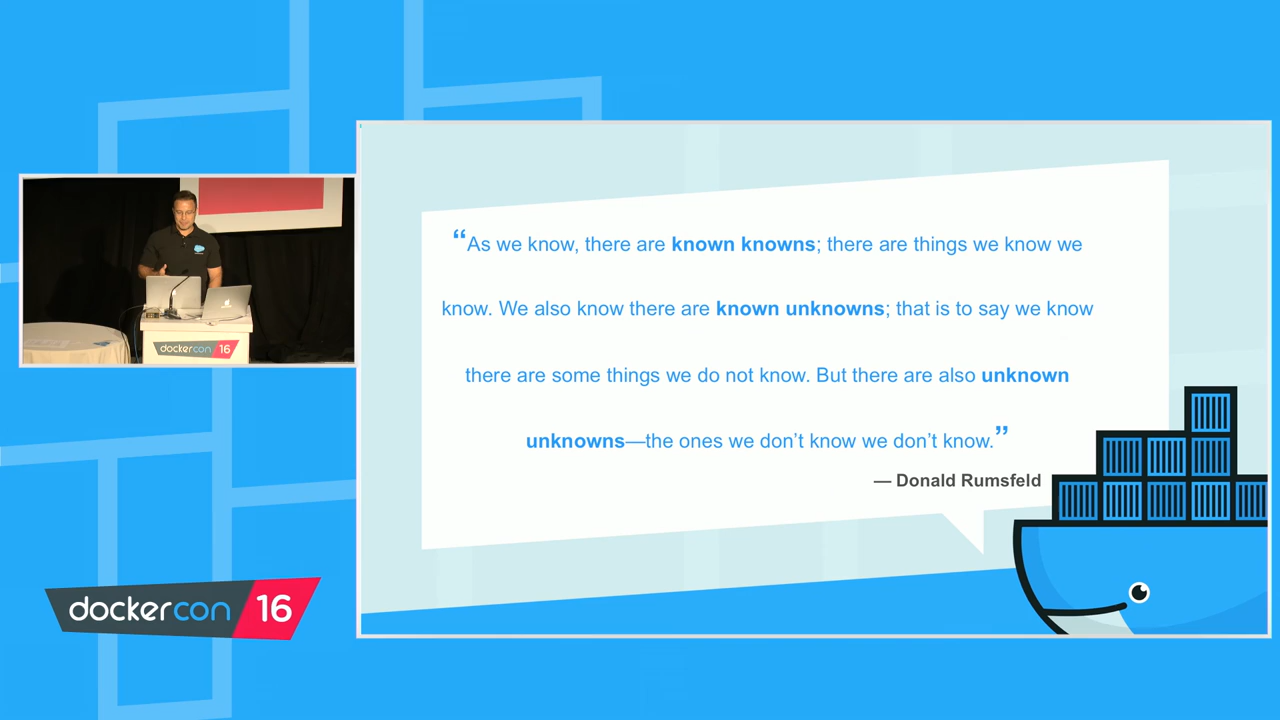 “As we know, there are known knowns; there are things we know we
know. We also know there are known unknowns; that is to say we know
there are some things we do not know. But there are also unknown
unknowns—the ones we don’t know we don’t know.”
— Donald Rumsfeld
dockercon 16
dockercon 16